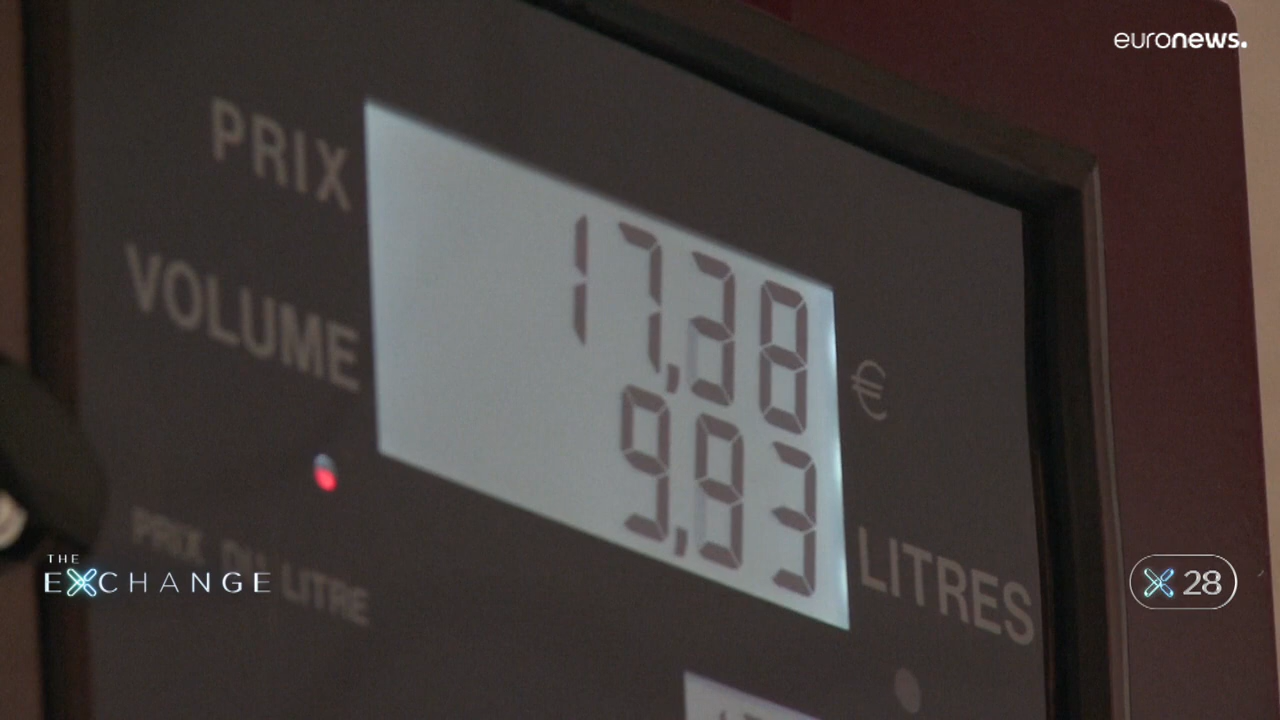 euronews.
PRIX 17,38 €
VOLUME 9,93 LITRES
PRIX DU LITRE
THE
EXCHANGE
28